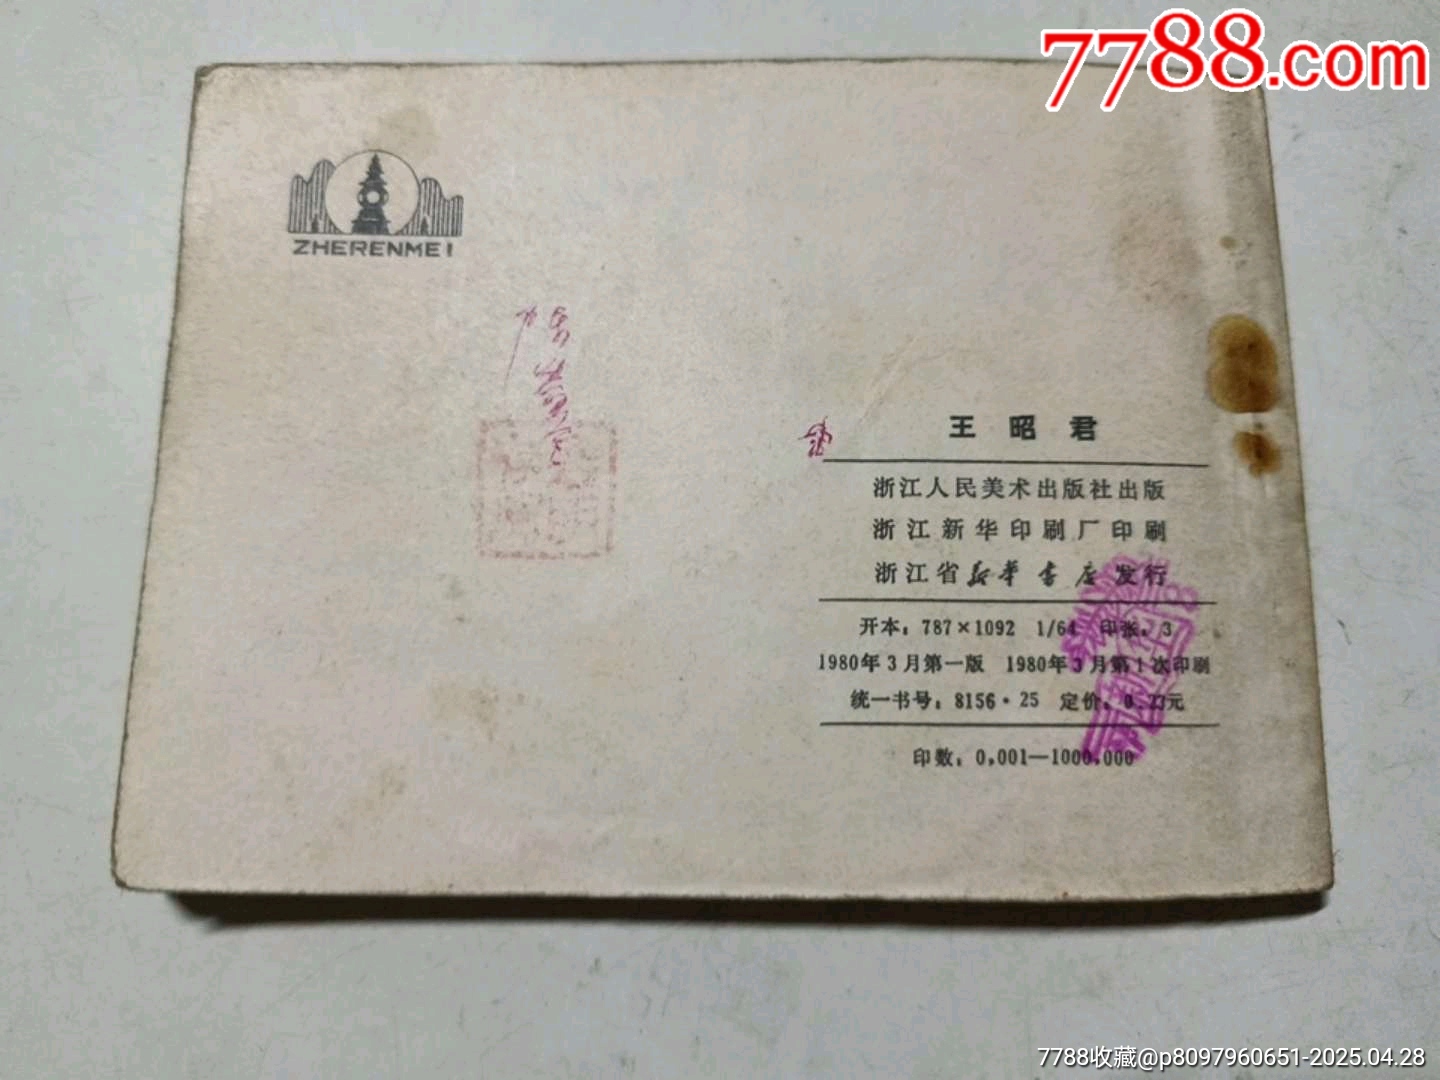 7788.com
ZHERENMEI
王昭君
浙江人民美术出版社出版
浙江新华印刷厂印刷
浙江省新华书店发行
开本：787×1092 1/64 印张：3
1980年3月第一版 1980年3月第1次印刷
统一书号：8156·25 定价：0.22元
印数：0,001—1000,000
7788收藏@p8097960651-2025.04.28